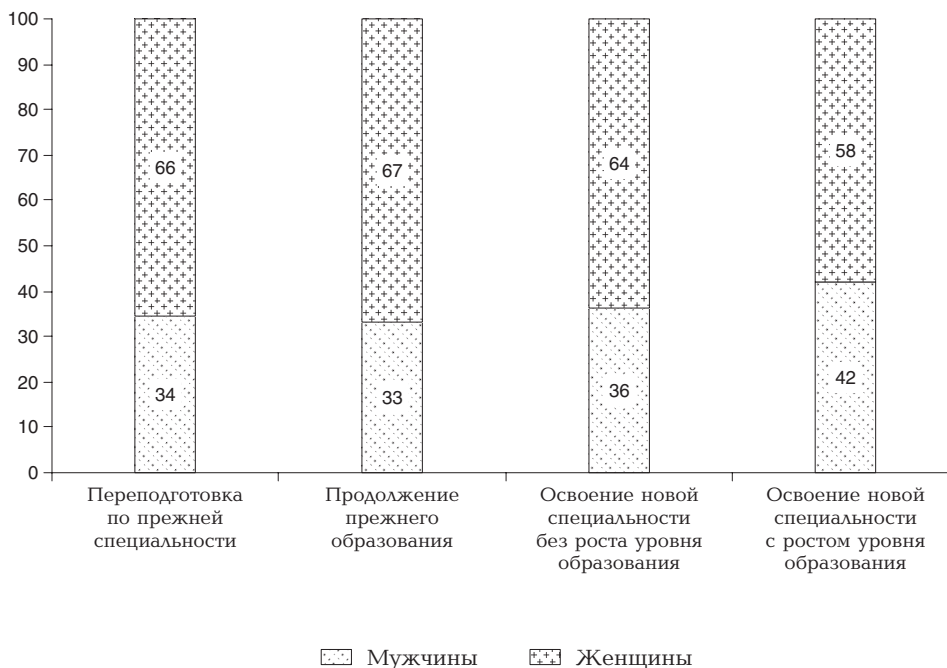 100
90
80
70
60
50
40
30
20
10
0
66
34
67
33
64
36
58
42
Переподготовка
по прежней
специальности
Продолжение
прежнего
образования
Освоение новой
специальности
без роста уровня
образования
Освоение новой
специальности
с ростом уровня
образования
Мужчины
Женщины